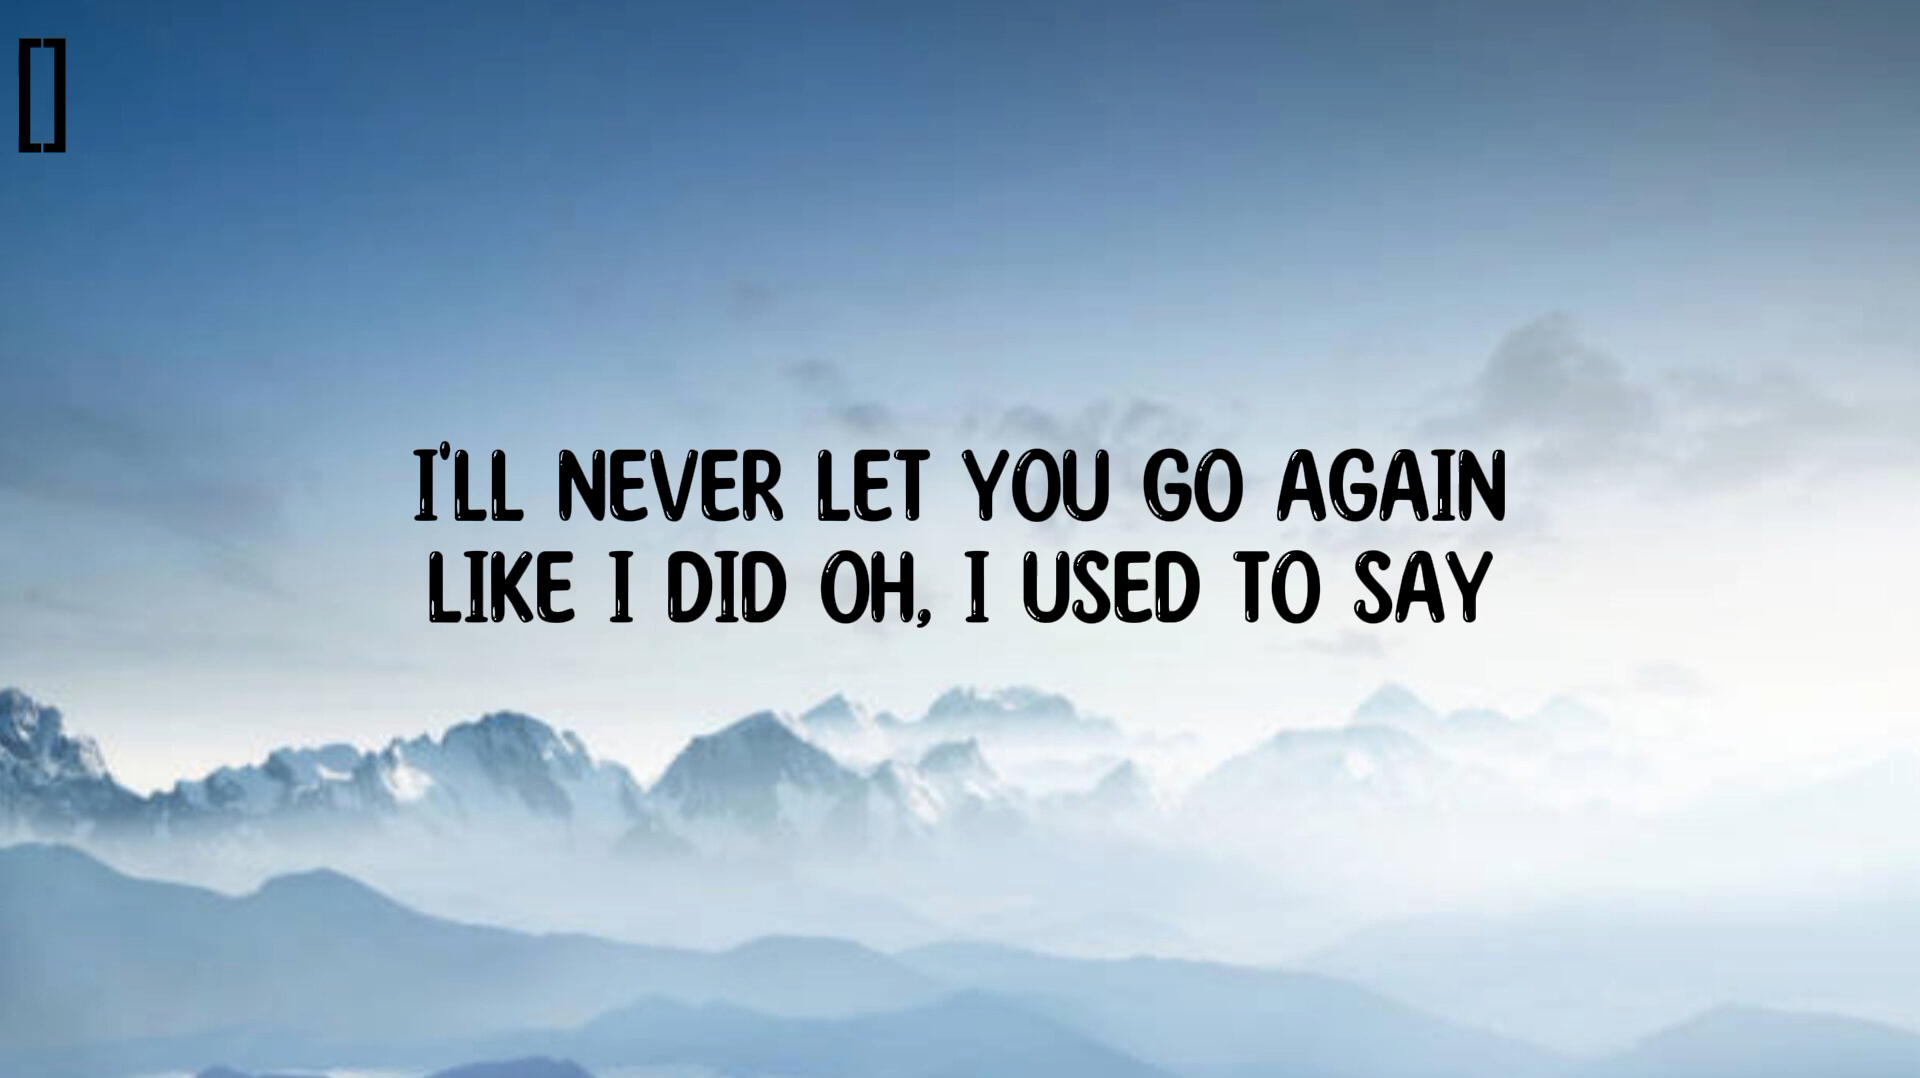 []
I'LL NEVER LET YOU GO AGAIN
LIKE I DID OH, I USED TO SAY